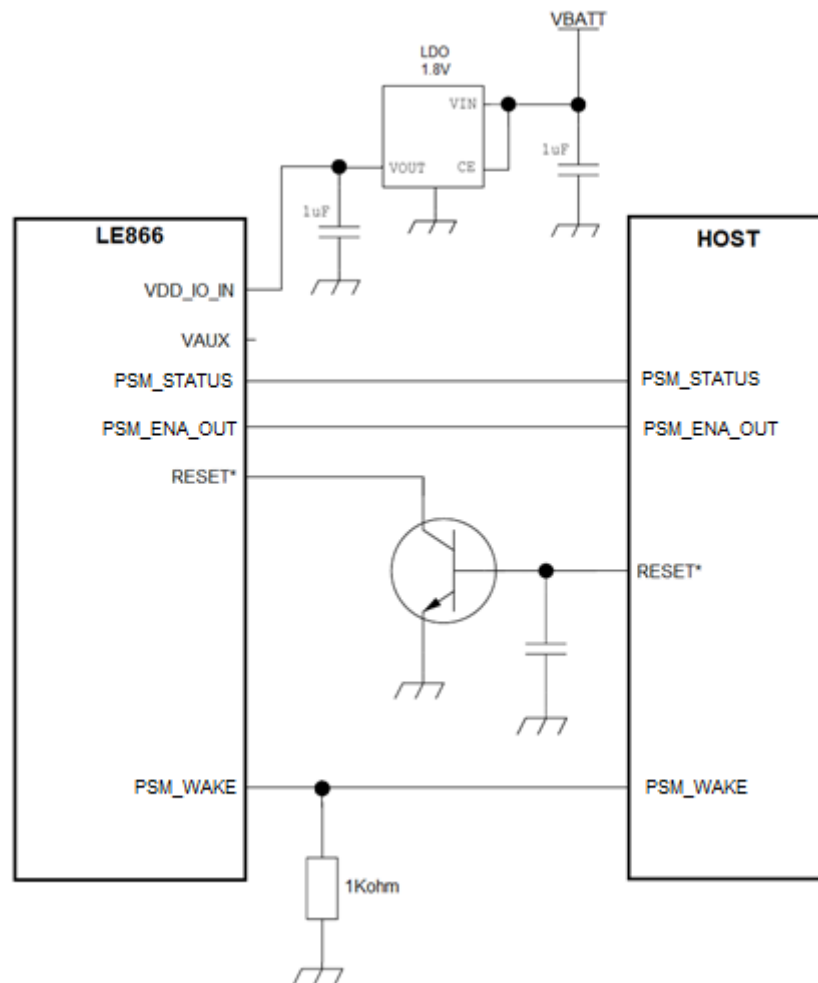 VBATT
LDO
1.8V
VIN
1uF
VOUT
CE
1uF
LE866
HOST
VDD_IO_IN
VAUX
PSM_STATUS
PSM_STATUS
PSM_ENA_OUT
PSM_ENA_OUT
RESET*
RESET*
PSM_WAKE
PSM_WAKE
1Kohm